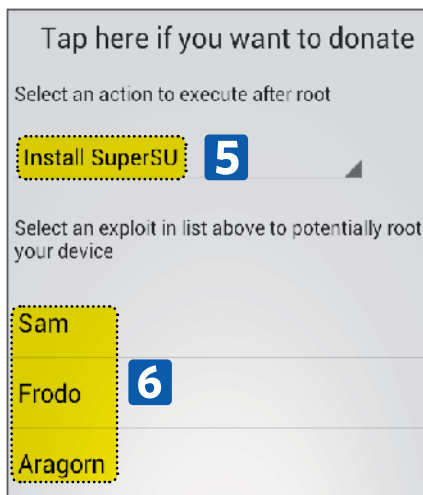 Tap here if you want to donate
Select an action to execute after root
Install SuperSU
5
Select an exploit in list above to potentially root
your device
Sam
Frodo
6
Aragorn